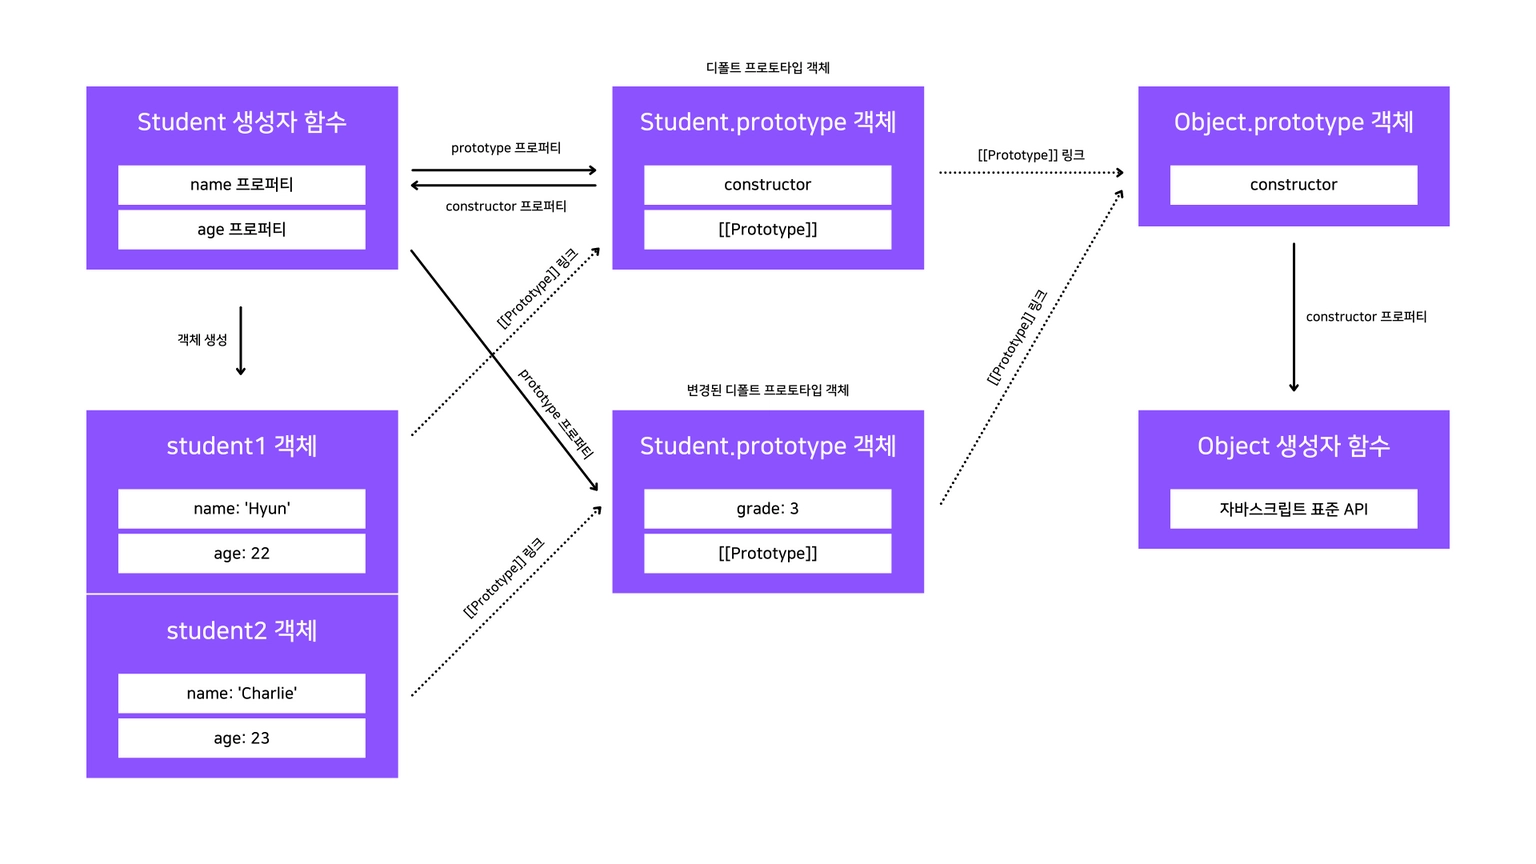 디폴트 프로토타입 객체
Student 생성자 함수
name 프로퍼티
age 프로퍼티
prototype 프로퍼티
constructor 프로퍼티
Student.prototype 객체
constructor
[[Prototype]]
[[Prototype]] 링크
Object.prototype 객체
constructor
객체 생성
[[Prototype]] 링크
prototype 프로퍼티
[[Prototype]] 링크
constructor 프로퍼티
변경된 디폴트 프로토타입 객체
student1 객체
name: 'Hyun'
age: 22
Student.prototype 객체
grade: 3
[[Prototype]]
Object 생성자 함수
자바스크립트 표준 API
[[Prototype]] 링크
student2 객체
name: 'Charlie'
age: 23